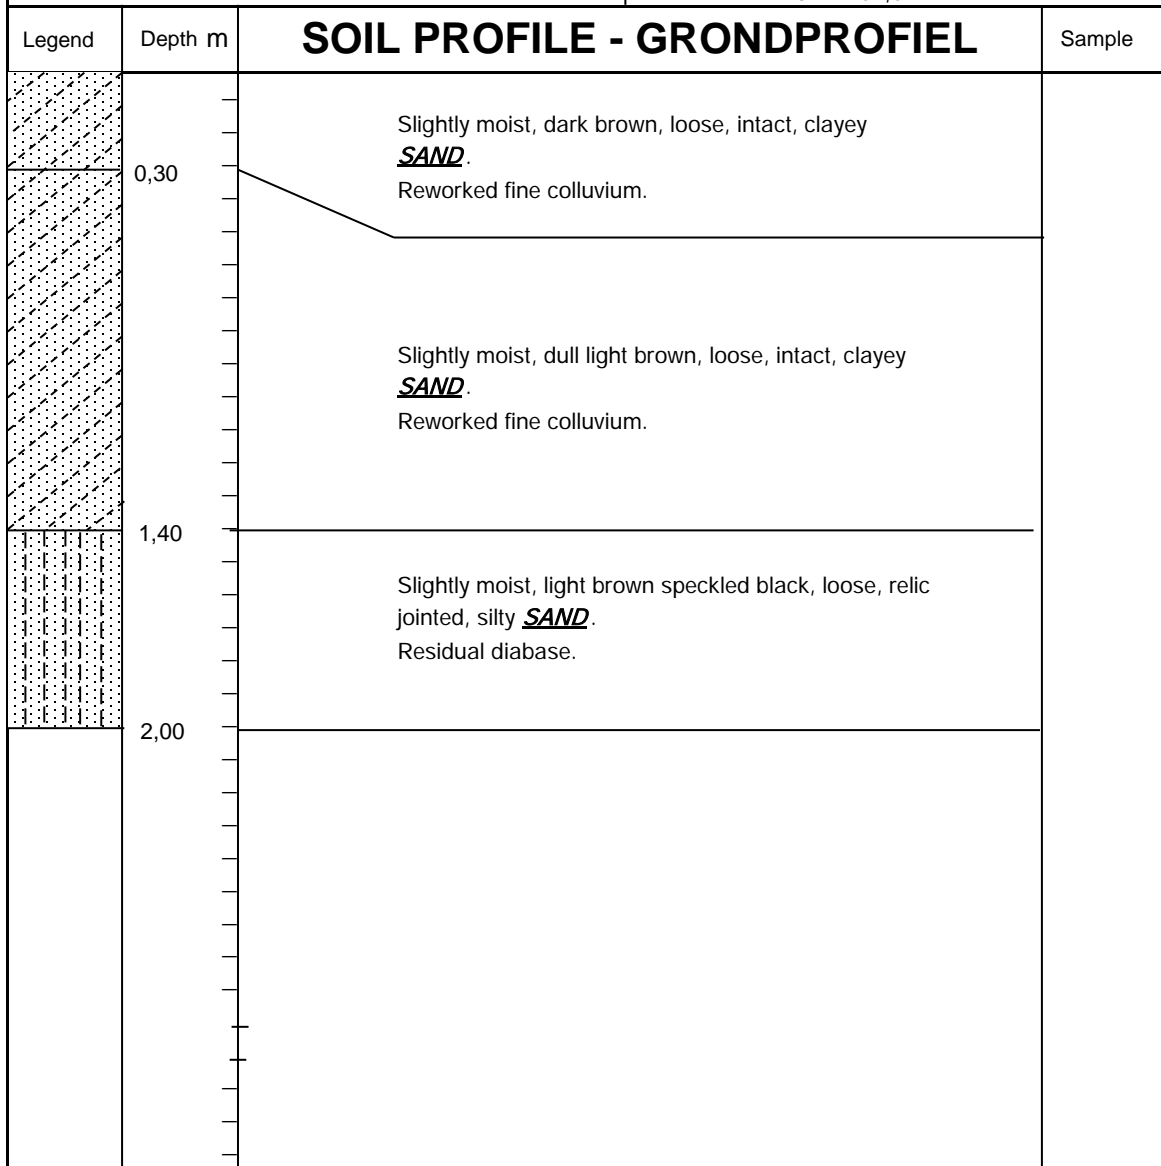 Legend Depth m SOIL PROFILE - GRONDPROFIEL Sample
Slightly moist, dark brown, loose, intact, clayey
SAND.
0,30
Reworked fine colluvium.
Slightly moist, dull light brown, loose, intact, clayey
SAND.
Reworked fine colluvium.
1,40
Slightly moist, light brown speckled black, loose, relic
jointed, silty SAND.
Residual diabase.
2,00